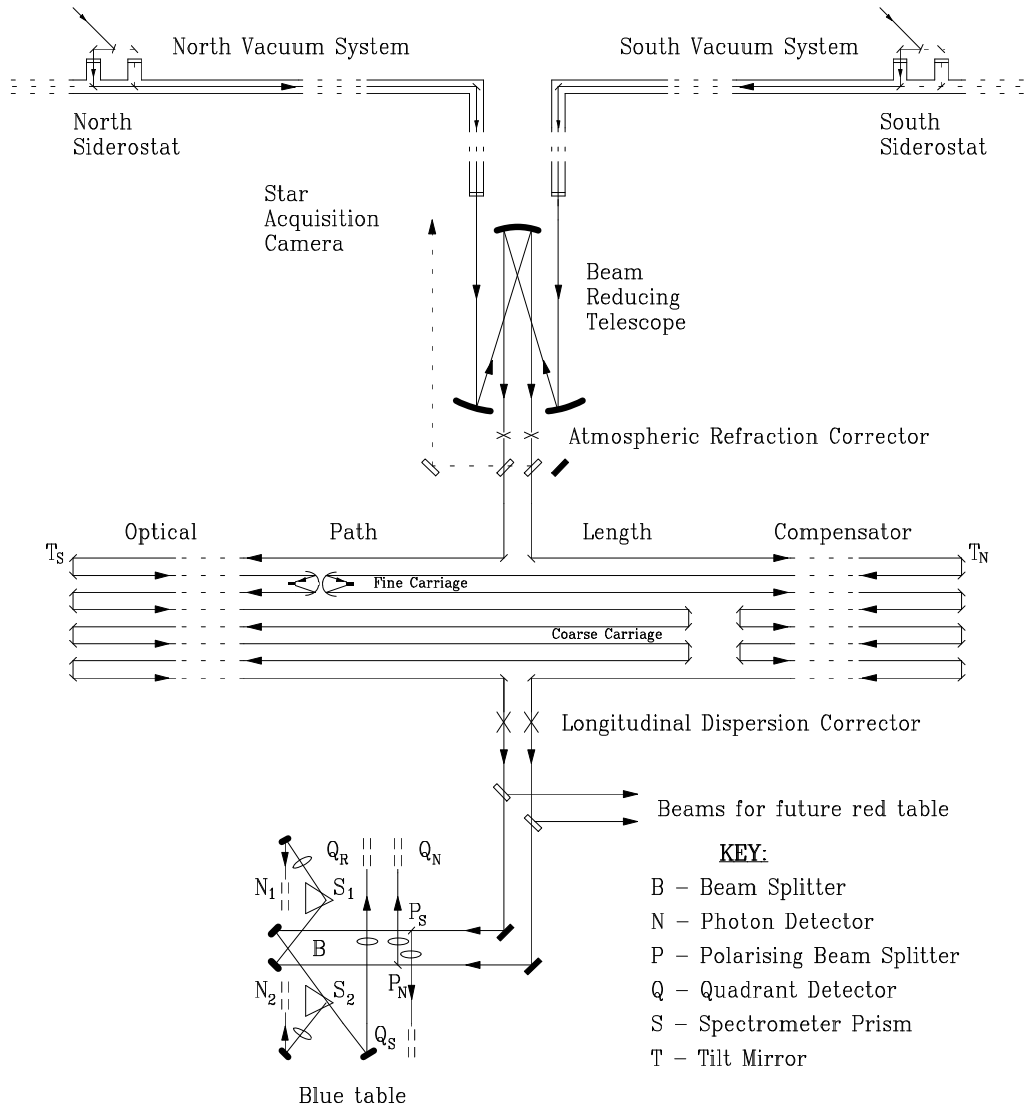 North Vacuum System
South Vacuum System
North
Siderostat
South
Siderostat
Star
Acquisition
Camera
Beam
Reducing
Telescope
Atmospheric Refraction Corrector
Optical Path Length Compensator
T_S
T_N
Fine Carriage
Coarse Carriage
Longitudinal Dispersion Corrector
Beams for future red table
KEY:
B – Beam Splitter
N – Photon Detector
P – Polarising Beam Splitter
Q – Quadrant Detector
S – Spectrometer Prism
T – Tilt Mirror
Q_R
Q_N
N_1
S_1
P_S
B
P_N
N_2
S_2
Q_S
Blue table